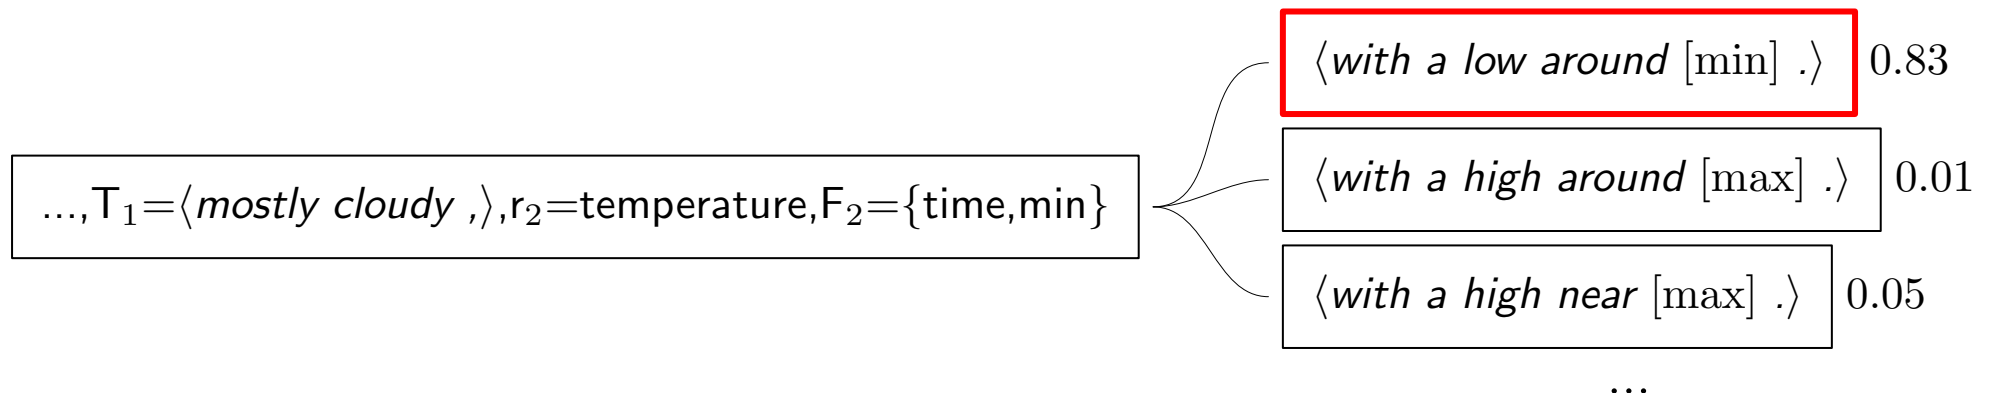 ⟨with a low around [min] .⟩ 0.83
⟨with a high around [max] .⟩ 0.01
...,T₁=⟨mostly cloudy ,⟩,r₂=temperature,F₂={time,min}
⟨with a high near [max] .⟩ 0.05
...